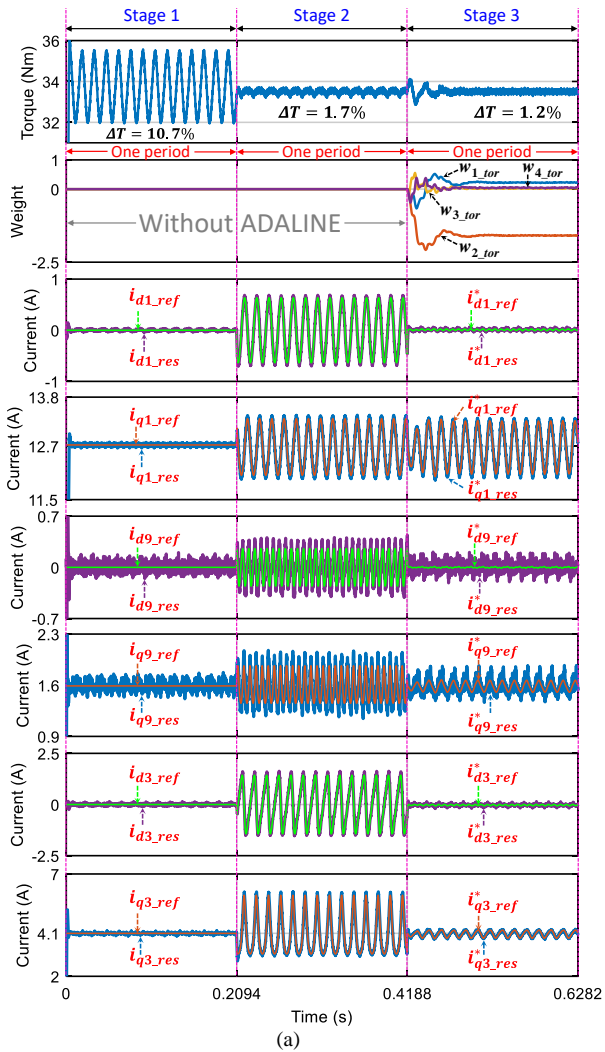 Stage 1 Stage 2 Stage 3
Torque (Nm)
36
34
32
ΔT = 10.7% ΔT = 1.7% ΔT = 1.2%
One period One period One period
Weight
0
-2.5
Without ADALINE
w1_tor w4_tor
w3_tor
w2_tor
Current (A)
1
0
-1
id1_ref i*d1_ref
id1_res i*d1_res
Current (A)
13.8
12.7
11.5
iq1_ref i*q1_ref
iq1_res i*q1_res
Current (A)
0.7
0
-0.7
id9_ref i*d9_ref
id9_res i*d9_res
Current (A)
2.3
1.6
0.9
iq9_ref i*q9_ref
iq9_res i*q9_res
Current (A)
2.5
0
-2.5
id3_ref i*d3_ref
id3_res i*d3_res
Current (A)
7
4.1
2
iq3_ref i*q3_ref
iq3_res i*q3_res
0 0.2094 0.4188 0.6282
Time (s)
(a)